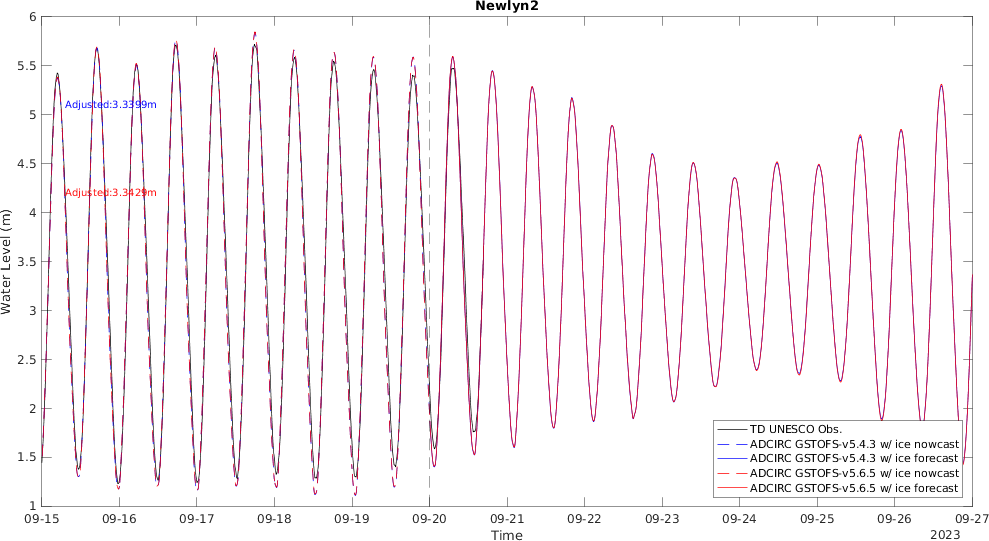 Newlyn2
6
5.5
5
4.5
4
3.5
3
2.5
2
1.5
1
Water Level (m)
Adjusted:3.3399m
Adjusted:3.3429m
TD UNESCO Obs.
ADCIRC GSTOFS-v5.4.3 w/ ice nowcast
ADCIRC GSTOFS-v5.4.3 w/ ice forecast
ADCIRC GSTOFS-v5.6.5 w/ ice nowcast
ADCIRC GSTOFS-v5.6.5 w/ ice forecast
09-15 09-16 09-17 09-18 09-19 09-20 09-21 09-22 09-23 09-24 09-25 09-26 09-27
Time
2023